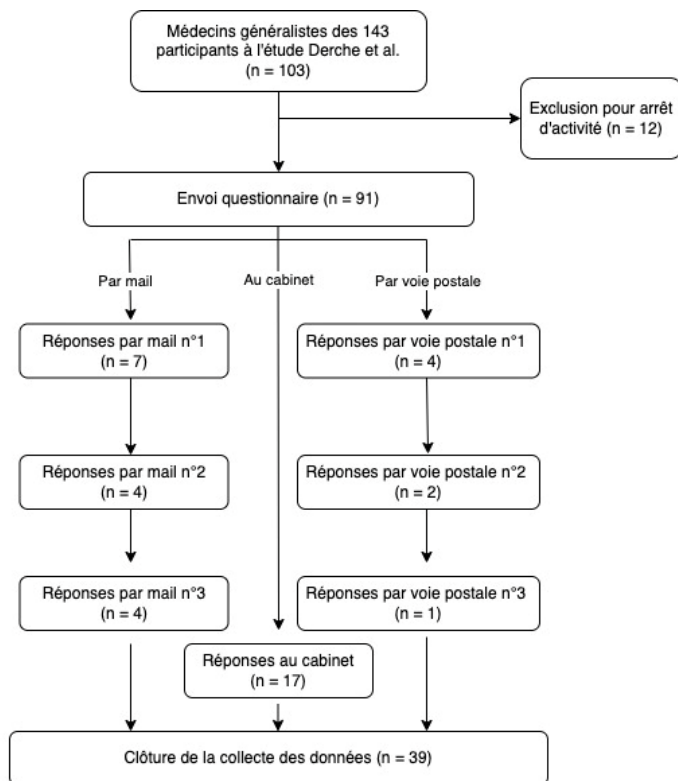 Médecins généralistes des 143
participants à l'étude Derche et al.
(n = 103)
Exclusion pour arrêt
d'activité (n = 12)
Envoi questionnaire (n = 91)
Par mail
Au cabinet
Par voie postale
Réponses par mail n°1
(n = 7)
Réponses par voie postale n°1
(n = 4)
Réponses par mail n°2
(n = 4)
Réponses par voie postale n°2
(n = 2)
Réponses par mail n°3
(n = 4)
Réponses par voie postale n°3
(n = 1)
Réponses au cabinet
(n = 17)
Clôture de la collecte des données (n = 39)